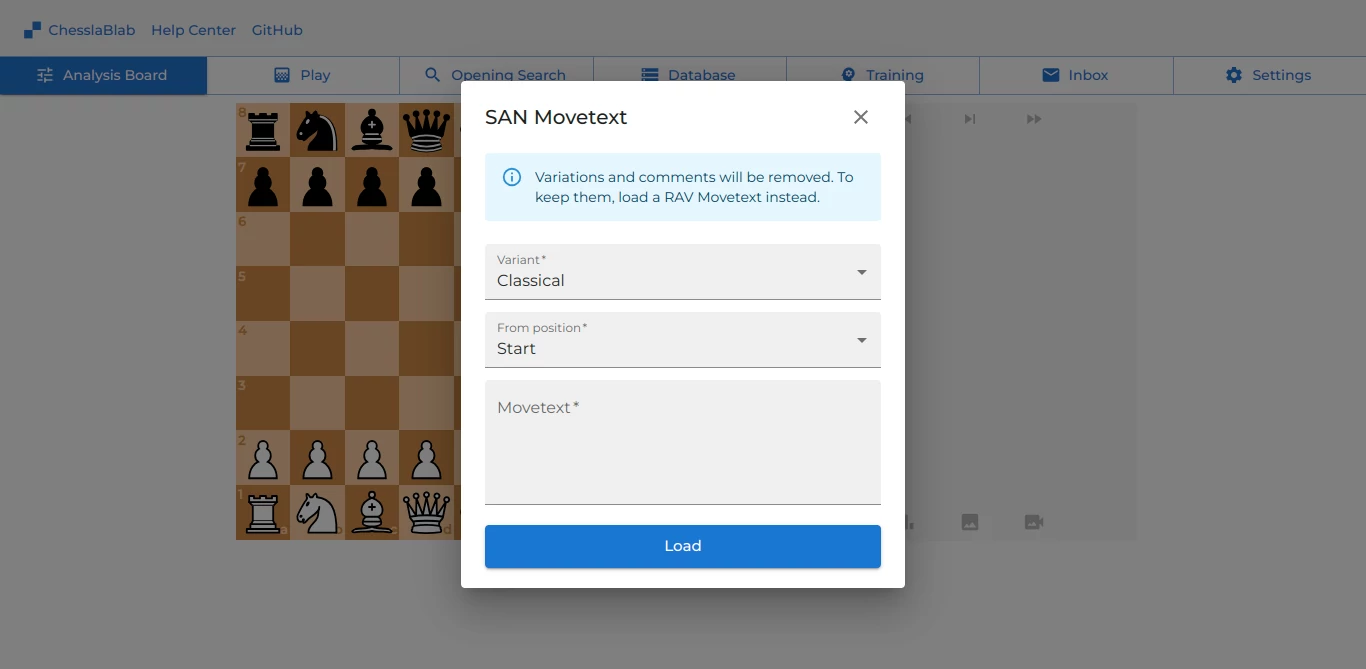 ChesslaBlab Help Center GitHub
Analysis Board Play Opening Search Database Training Inbox Settings
SAN Movetext
Variations and comments will be removed. To
keep them, load a RAV Movetext instead.
Variant*
Classical
From position*
Start
Movetext*
Load
8
7
6
5
4
3
2
1
a b c d